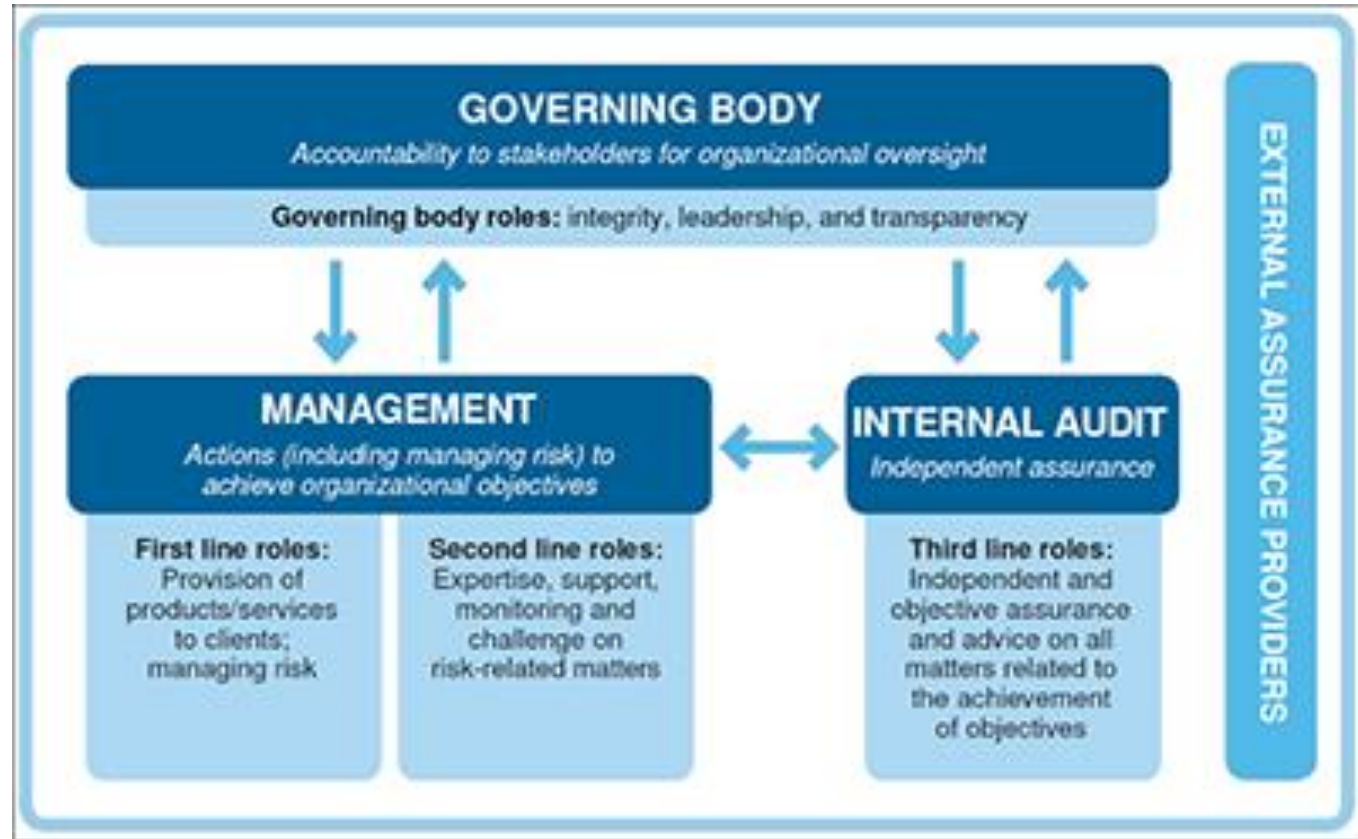 GOVERNING BODY
Accountability to stakeholders for organizational oversight
Governing body roles: integrity, leadership, and transparency
MANAGEMENT
Actions (including managing risk) to
achieve organizational objectives
First line roles:
Provision of
products/services
to clients;
managing risk
Second line roles:
Expertise, support,
monitoring and
challenge on
risk-related matters
INTERNAL AUDIT
Independent assurance
Third line roles:
Independent and
objective assurance
and advice on all
matters related to
the achievement
of objectives
EXTERNAL ASSURANCE PROVIDERS